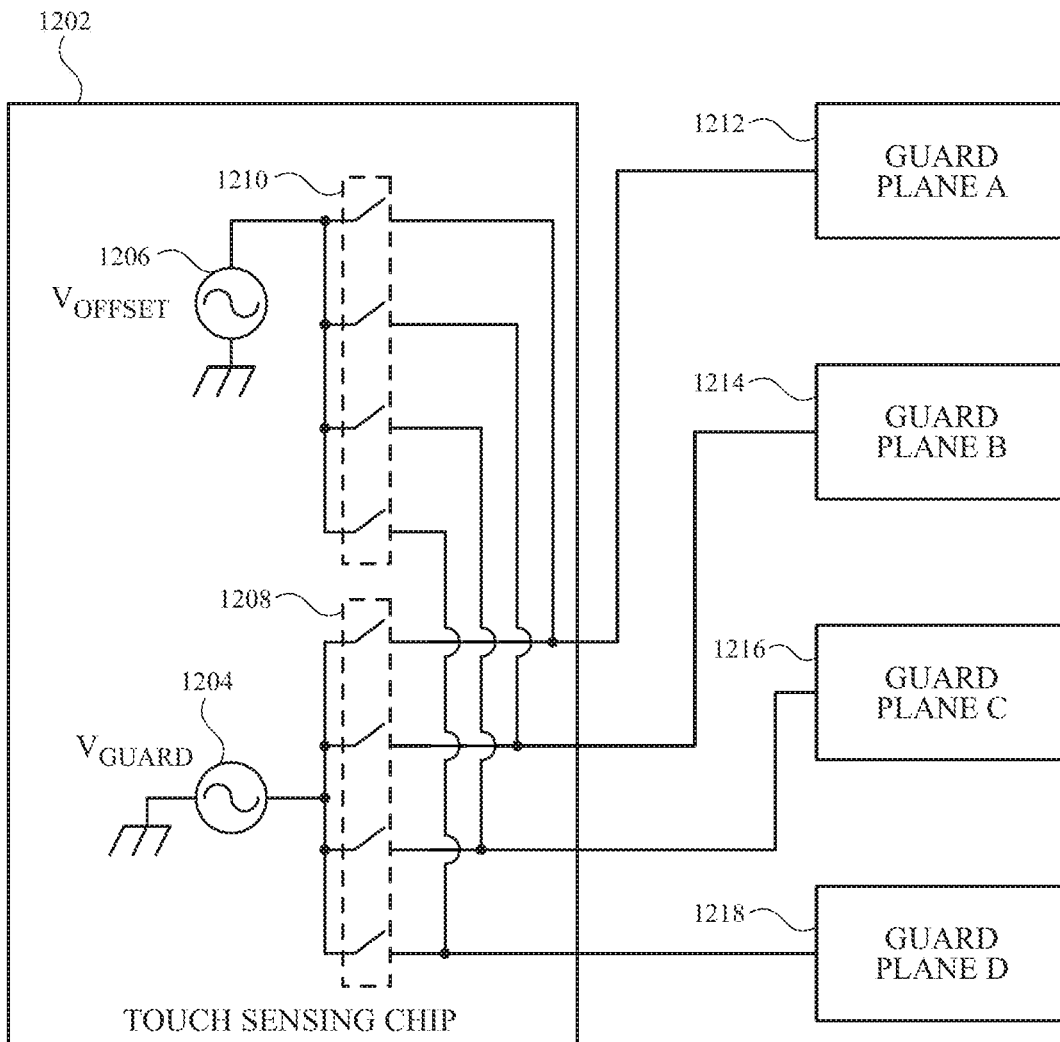 1202
1210
1206
VOFFSET
1208
1204
VGUARD
TOUCH SENSING CHIP
1212
GUARD
PLANE A
1214
GUARD
PLANE B
1216
GUARD
PLANE C
1218
GUARD
PLANE D